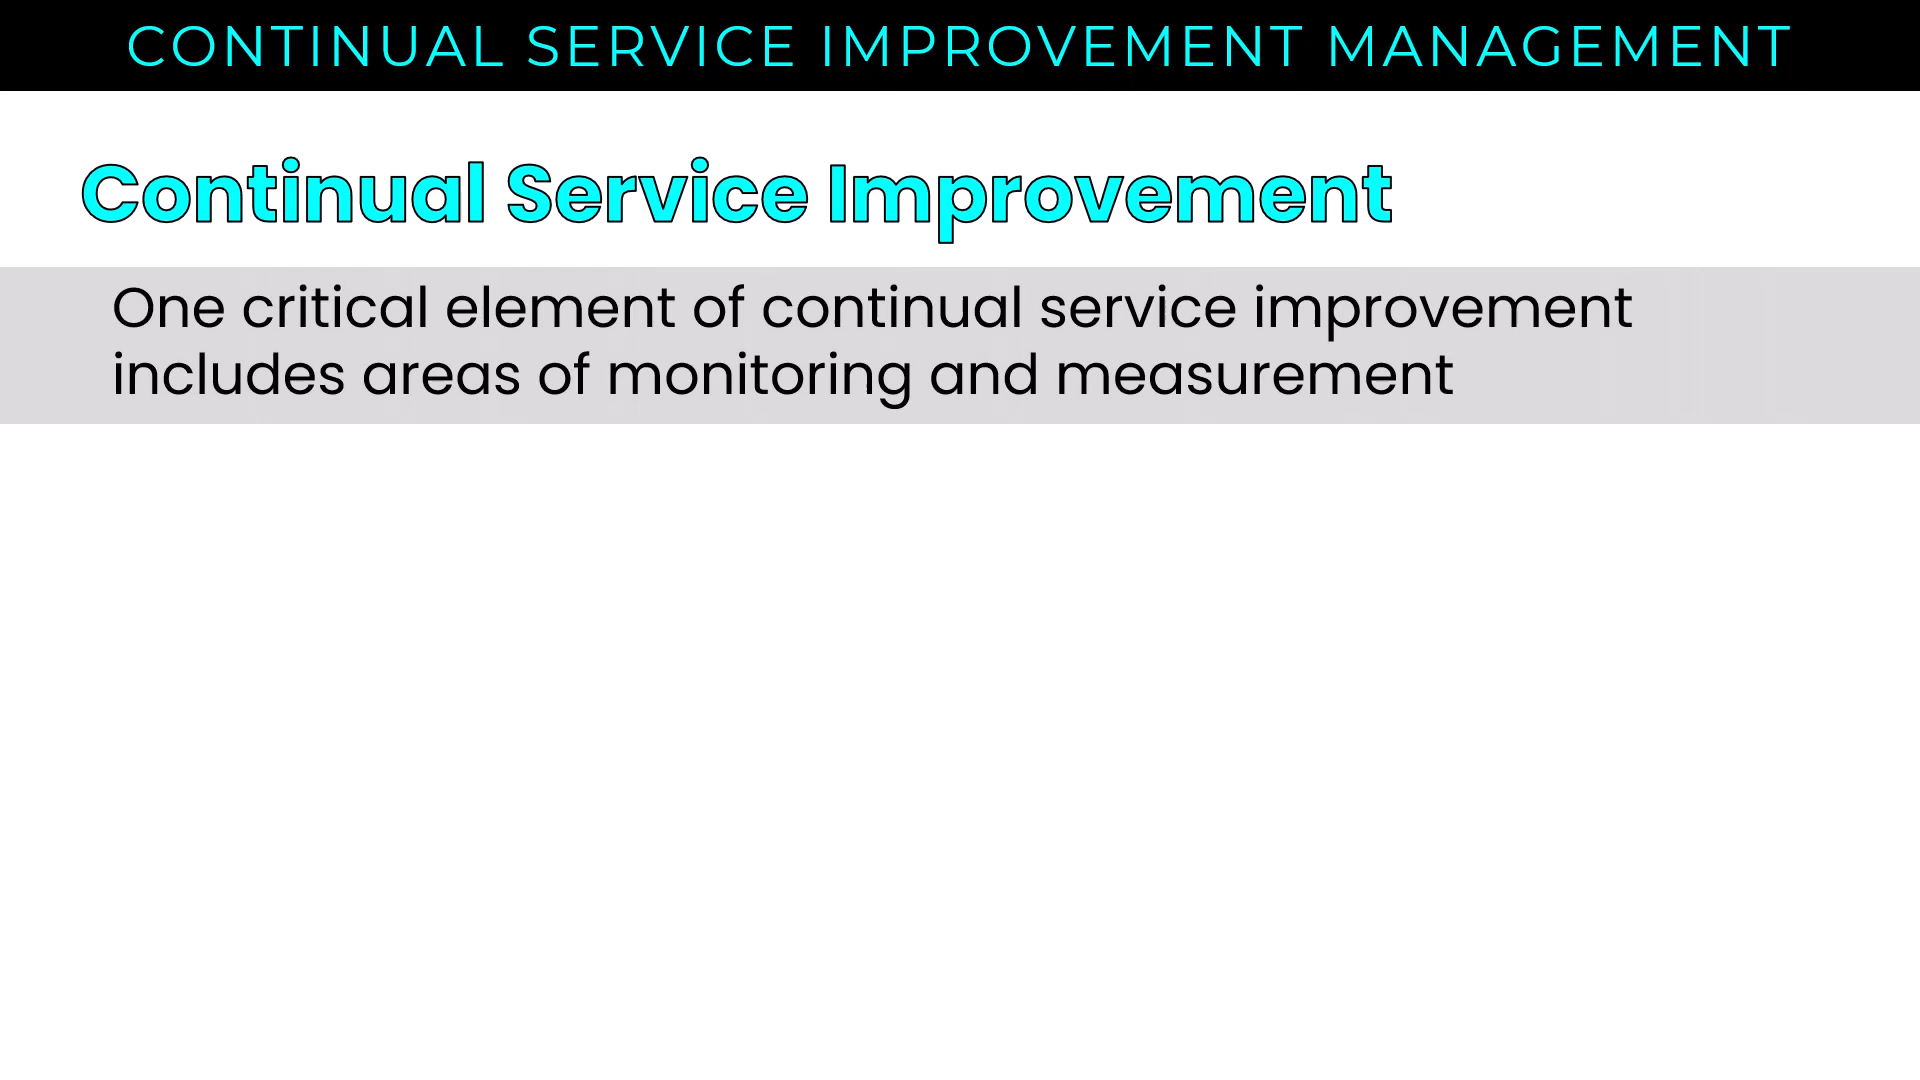 CONTINUAL SERVICE IMPROVEMENT MANAGEMENT
Continual Service Improvement
One critical element of continual service improvement
includes areas of monitoring and measurement